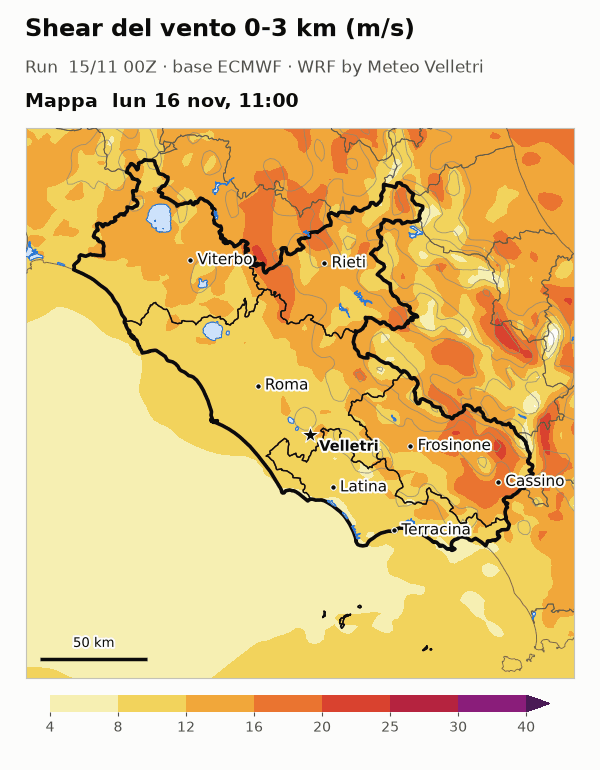 Shear del vento 0-3 km (m/s)
Run 15/11 00Z · base ECMWF · WRF by Meteo Velletri
Mappa lun 16 nov, 11:00
Viterbo
Rieti
Roma
Velletri
Frosinone
Latina
Cassino
Terracina
50 km
4 8 12 16 20 25 30 40